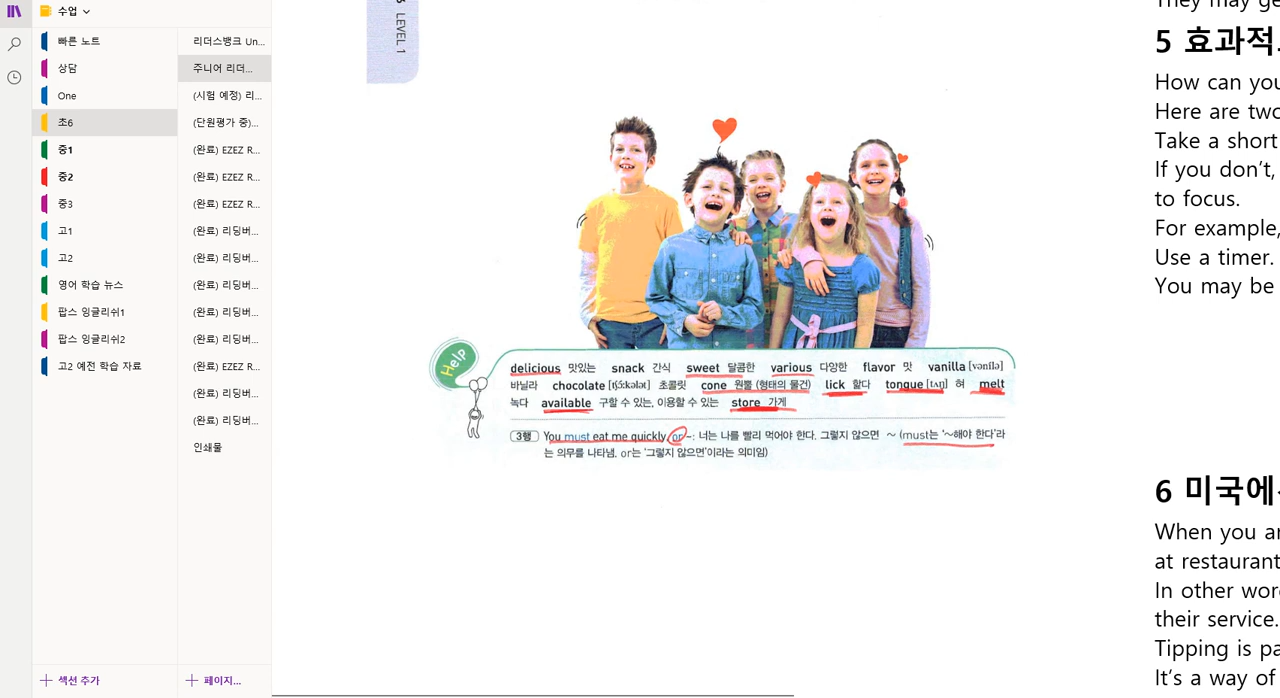 수업
빠른 노트
상담
One
초6
중1
중2
중3
고1
고2
영어 학습 뉴스
팝스 잉글리쉬1
팝스 잉글리쉬2
고2 예전 학습 자료
섹션 추가
리더스뱅크 Un...
주니어 리더...
(시험 예정) 리...
(단원평가 중)...
(완료) EZEZ R...
(완료) EZEZ R...
(완료) EZEZ R...
(완료) 리딩버...
(완료) 리딩버...
(완료) 리딩버...
(완료) 리딩버...
(완료) 리딩버...
(완료) EZEZ R...
(완료) 리딩버...
(완료) 리딩버...
인쇄물
페이지...
LEVEL 1
Help
delicious 맛있는 snack 간식 sweet 달콤한 various 다양한 flavor 맛 vanilla [vənílə]
바닐라 chocolate [tʃɔ́:kələt] 초콜릿 cone 원뿔 (형태의 물건) lick 핥다 tongue [tʌŋ] 혀 melt
녹다 available 구할 수 있는, 이용할 수 있는 store 가게
3행 You must eat me quickly, or ~: 너는 나를 빨리 먹어야 한다. 그렇지 않으면 ~ (must는 '~해야 한다'라
는 의무를 나타냄, or는 '그렇지 않으면'이라는 의미임)
They may ge
5 효과적
How can you
Here are two
Take a short
If you don't,
to focus.
For example,
Use a timer.
You may be
6 미국에
When you ar
at restaurant
In other wor
their service.
Tipping is pa
It's a way of